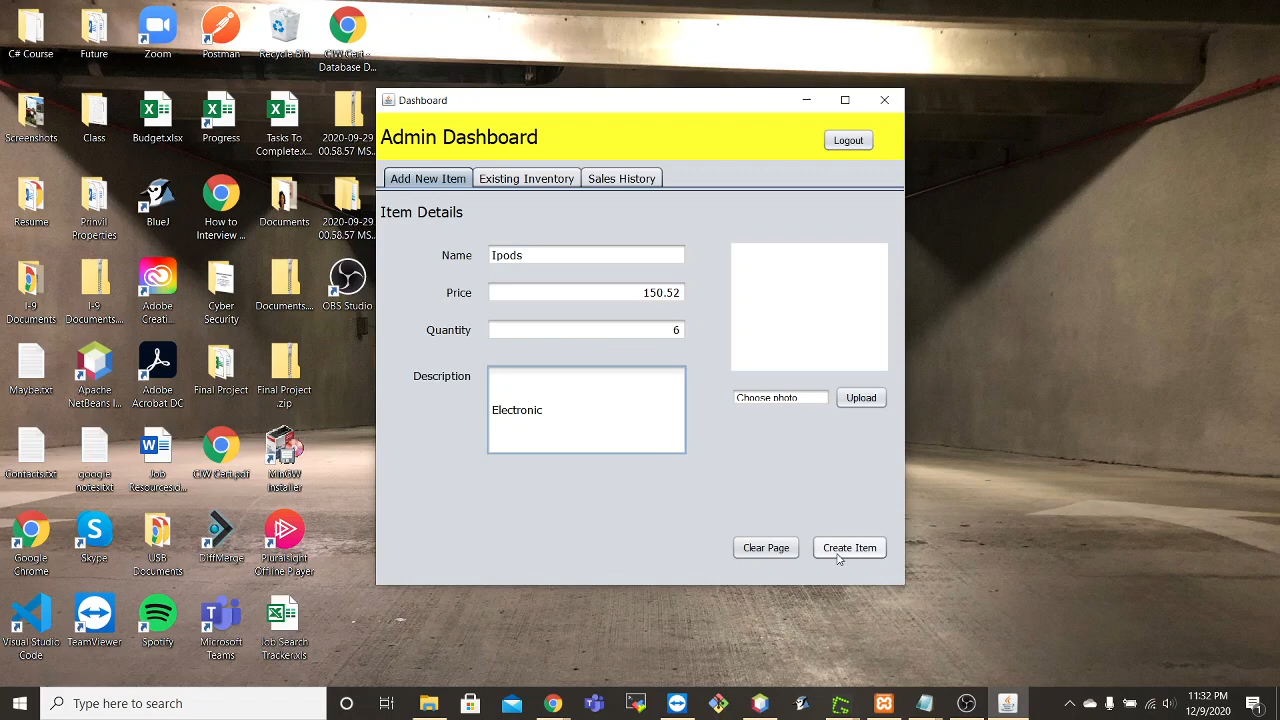 C# Course
Future
Zoom
Postman
Recycle Bin
CIW Cert -
Database D...
Screenshots
Class
Budget.xlsx
Progress
Tasks To
Complete.x...
2020-09-29
00.58.57 MS...
Resume
Prinvil
Properties
BlueJ
How to
Interview ...
Documents
2020-09-29
00.58.57 MS...
I-9
Documents
I-9
Documents....
Adobe
Creati...
Cyber
Security
Documents....
OBS Studio
Maybe.txt
Apache
NetBeans I...
Adobe
Acrobat DC
Final Project
Final Project
.zip
Contacts.txt
google
notes.txt
Job
Resources.d...
CIW Cert.pdf
MinGW
Installer
Google
Chrome
Skype
USB
Documents
DiffMerge
Pluralsight
Offline Player
Visual Studio
Code
TeamViewer
Spotify
Microsoft
Teams
Job Search
Tracker.xls
Dashboard
Admin Dashboard
Logout
Add New Item
Existing Inventory
Sales History
Item Details
Name
Ipods
Price
150.52
Quantity
6
Description
Electronic
Choose photo
Upload
Clear Page
Create Item
Type here to search
11:32 PM
12/9/2020